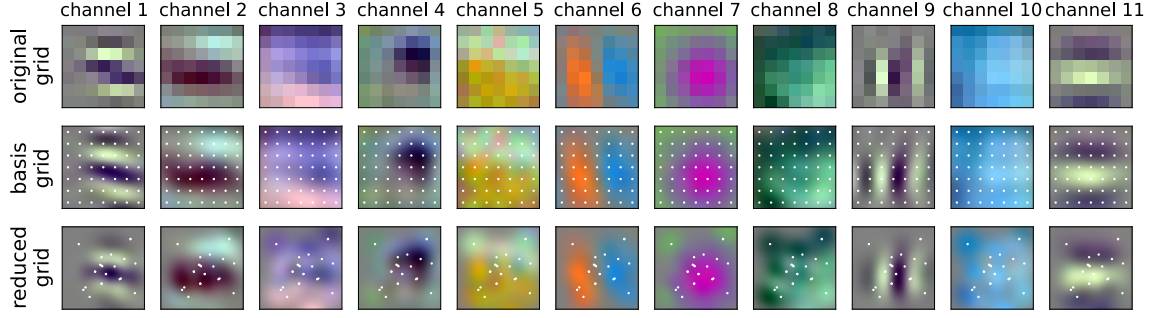 channel 1 channel 2 channel 3 channel 4 channel 5 channel 6 channel 7 channel 8 channel 9 channel 10 channel 11
original
grid
basis
grid
reduced
grid